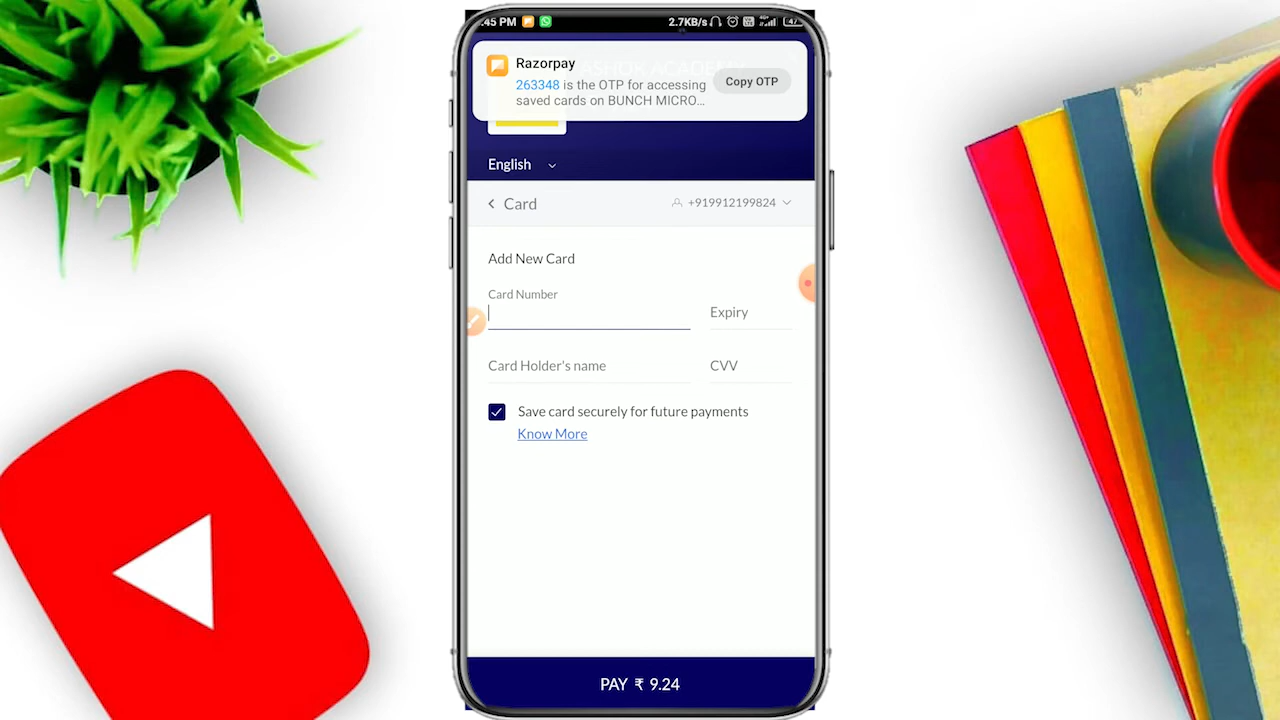 :45 PM
2.7KB/s
47
Razorpay
263348 is the OTP for accessing
saved cards on BUNCH MICRO...
Copy OTP
English
Card
+919912199824
Add New Card
Card Number
Expiry
Card Holder's name
CVV
Save card securely for future payments
Know More
PAY ₹ 9.24